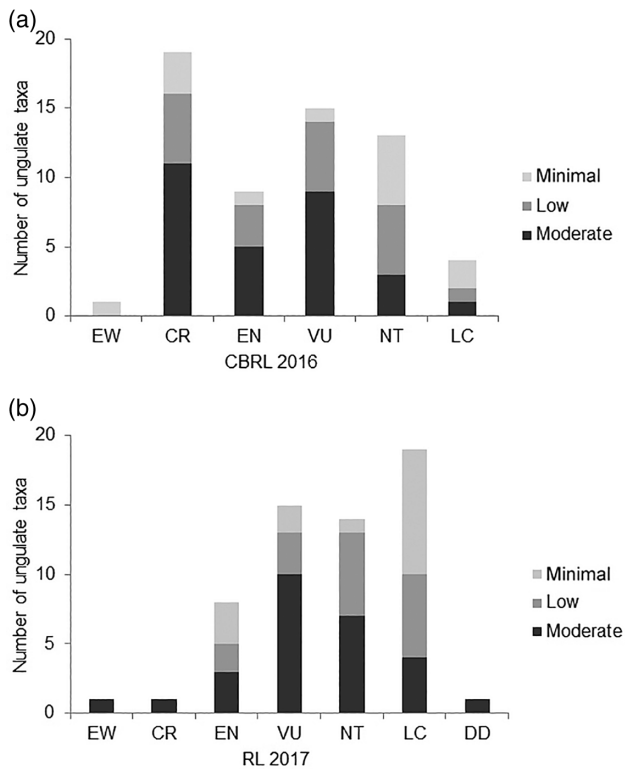 (a)
Number of ungulate taxa
20
15
10
5
0
EW CR EN VU NT LC
CBRL 2016
Minimal
Low
Moderate
(b)
Number of ungulate taxa
20
15
10
5
0
EW CR EN VU NT LC DD
RL 2017
Minimal
Low
Moderate